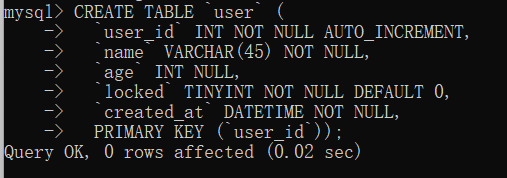 mysql> CREATE TABLE `user` (
    ->   `user_id` INT NOT NULL AUTO_INCREMENT,
    ->   `name` VARCHAR(45) NOT NULL,
    ->   `age` INT NULL,
    ->   `locked` TINYINT NOT NULL DEFAULT 0,
    ->   `created_at` DATETIME NOT NULL,
    ->   PRIMARY KEY (`user_id`));
Query OK, 0 rows affected (0.02 sec)